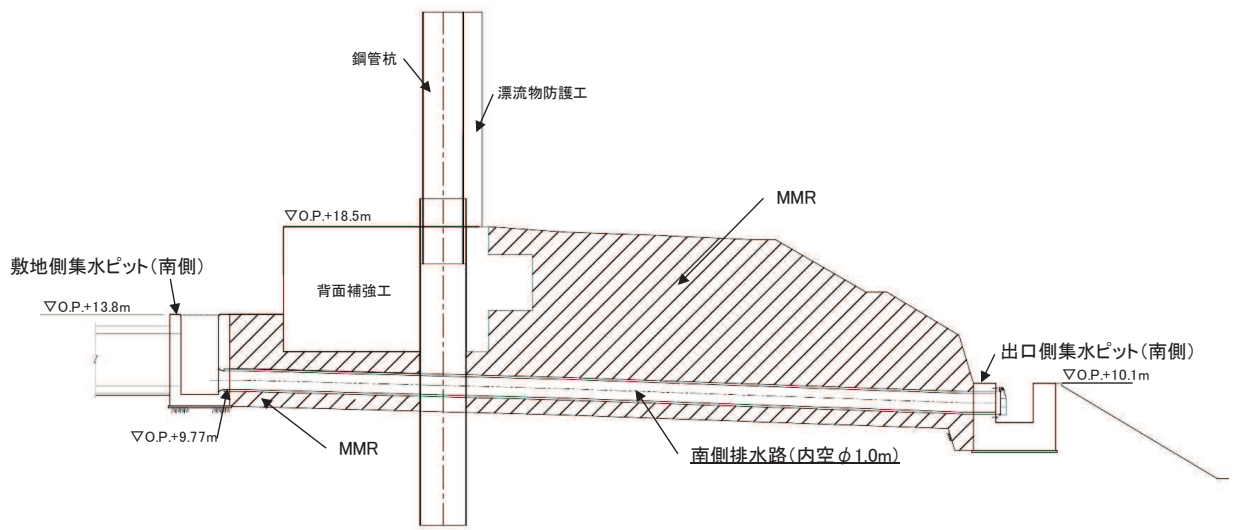 鋼管杭
漂流物防護工
MMR
▽O.P.+18.5m
敷地側集水ピット（南側）
背面補強工
▽O.P.+13.8m
出口側集水ピット（南側）
▽O.P.+10.1m
▽O.P.+9.77m
MMR
南側排水路（内空φ1.0m）